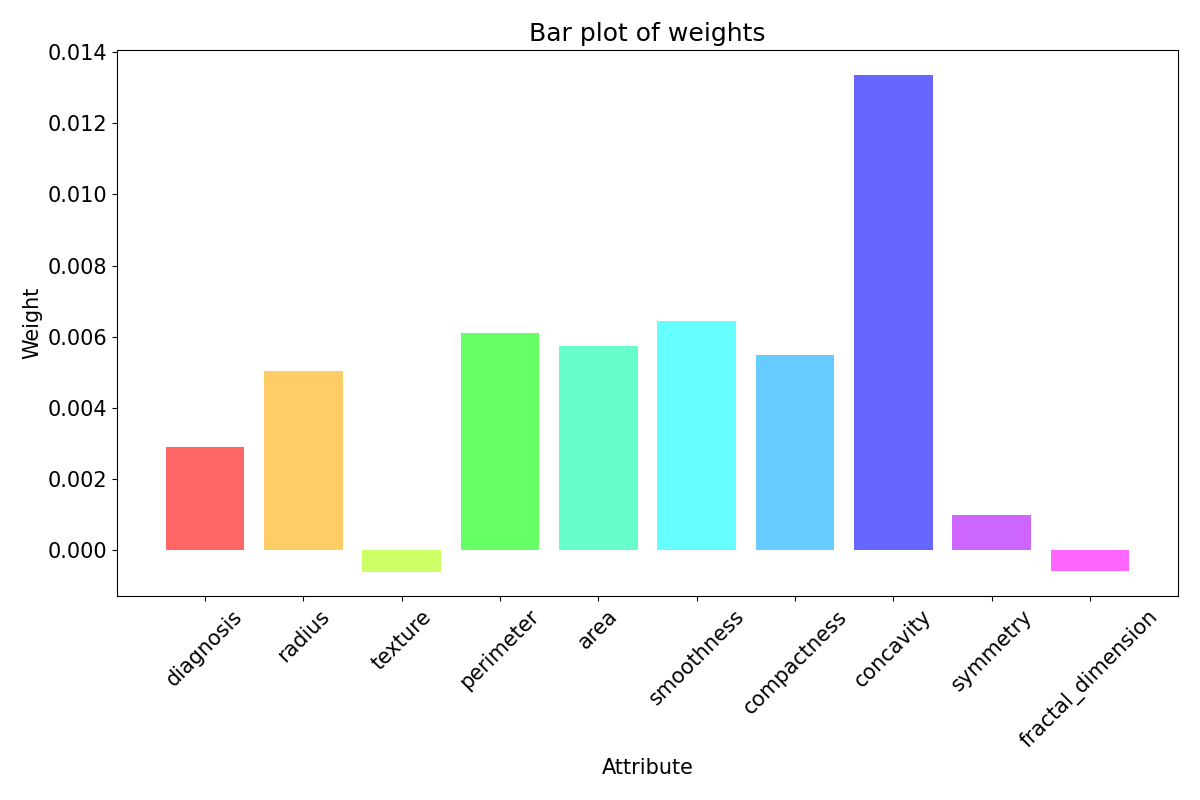 Bar plot of weights
0.014
0.012
0.010
0.008
0.006
0.004
0.002
0.000
Weight
diagnosis
radius
texture
perimeter
area
smoothness
compactness
concavity
symmetry
fractal_dimension
Attribute